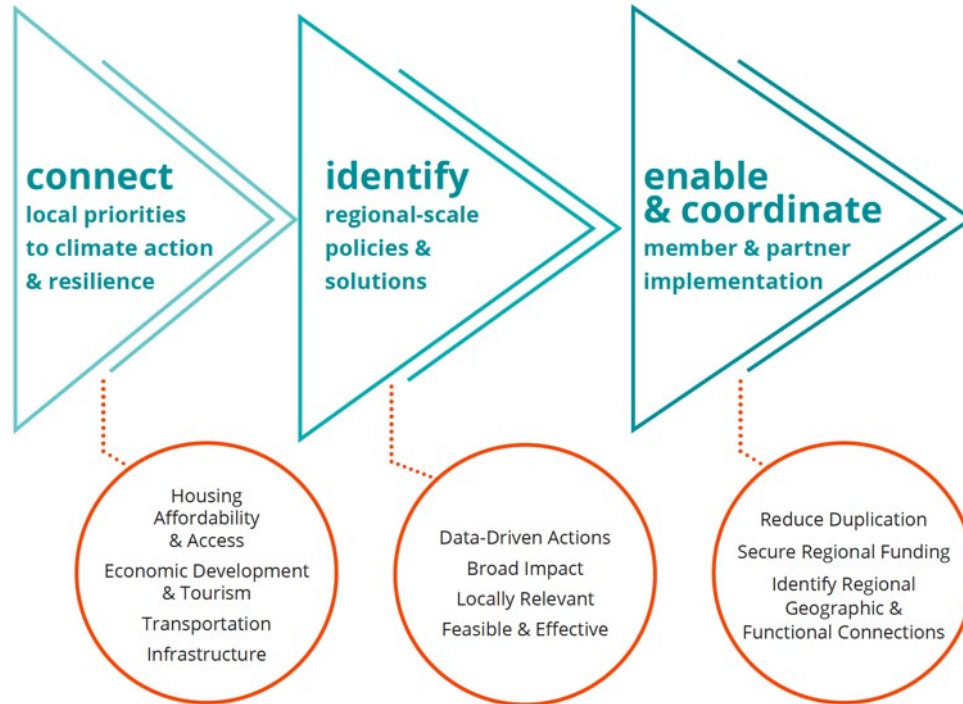 connect
local priorities
to climate action
& resilience
identify
regional-scale
policies &
solutions
enable
& coordinate
member & partner
implementation
Housing
Affordability
& Access
Economic Development
& Tourism
Transportation
Infrastructure
Data-Driven Actions
Broad Impact
Locally Relevant
Feasible & Effective
Reduce Duplication
Secure Regional Funding
Identify Regional
Geographic &
Functional Connections